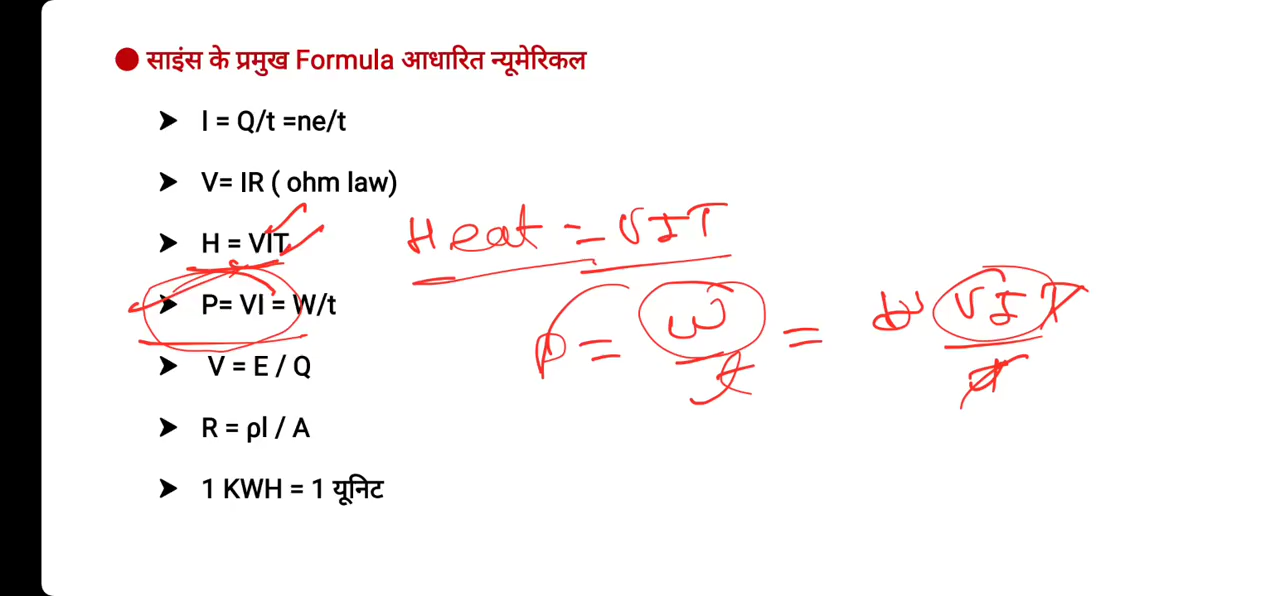 साइंस के प्रमुख Formula आधारित न्यूमेरिकल
I = Q/t =ne/t
V= IR ( ohm law)
H = VIT
Heat = VIT
P= VI = W/t
P = W/t = VIT/t
V = E / Q
R = ρl / A
1 KWH = 1 यूनिट